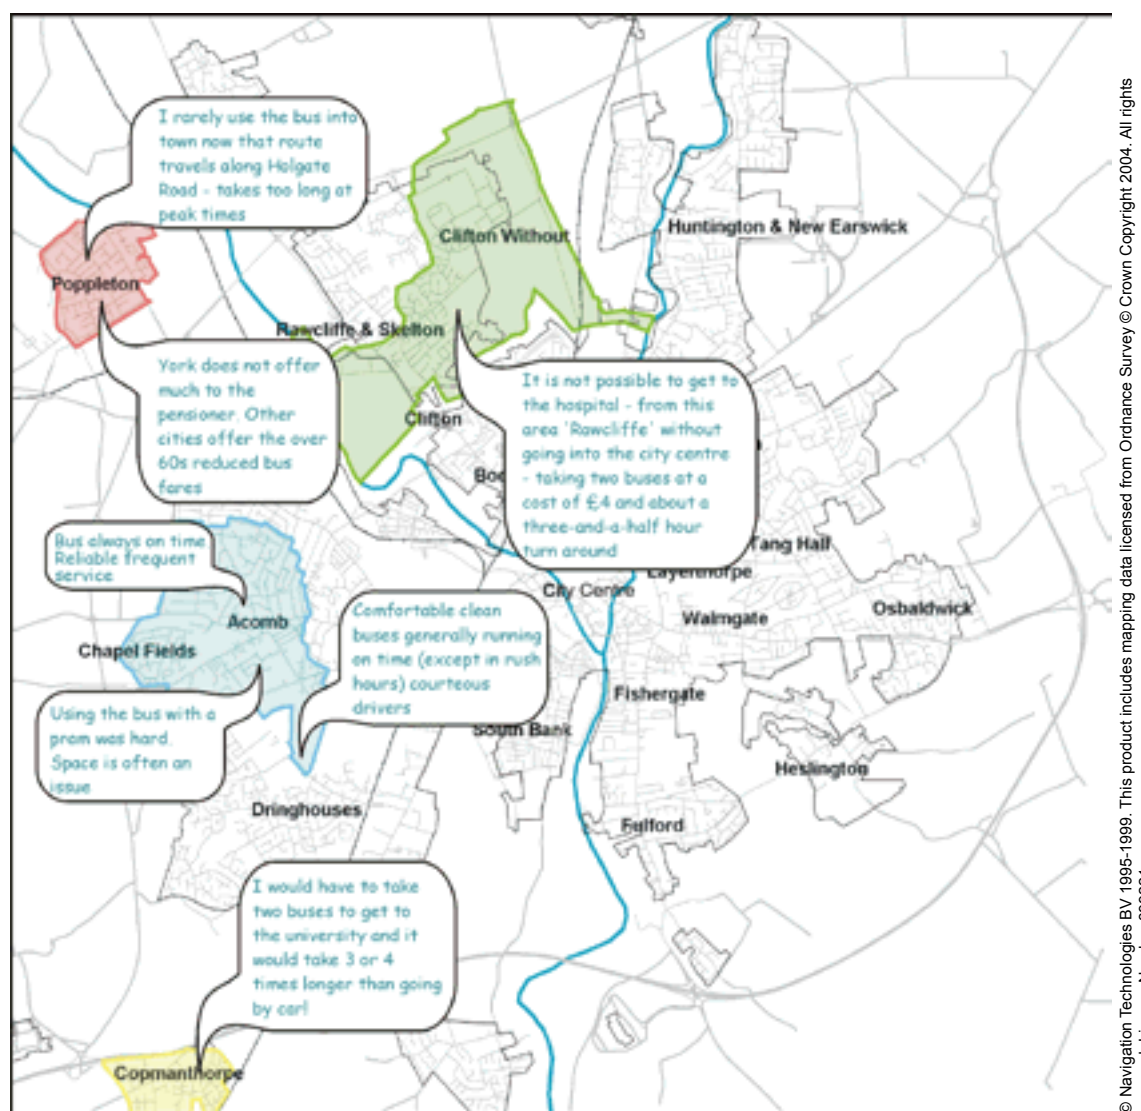 I rarely use the bus into
town now that route
travels along Holgate
Road - takes too long at
peak times
Clifton Without
Huntington & New Earswick
Poppleton
Rawcliffe & Skelton
York does not offer
much to the
pensioner. Other
cities offer the over
60s reduced bus
fares
It is not possible to get to
the hospital - from this
area 'Rawcliffe' without
going into the city centre
- taking two buses at a
cost of £4 and about a
three-and-a-half hour
turn around
Clifton
Bus always on time
Reliable frequent
service
Tang Hall
Layerthorpe
City Centre
Comfortable clean
buses generally running
on time (except in rush
hours) courteous
drivers
Osbaldwick
Walmgate
Acomb
Chapel Fields
Fishergate
Using the bus with a
pram was hard.
Space is often an
issue
South Bank
Heslington
Dringhouses
Fulford
I would have to take
two buses to get to
the university and it
would take 3 or 4
times longer than going
by car!
Copmanthorpe
© Navigation Technologies BV 1995-1999. This product includes mapping data licensed from Ordnance Survey © Crown Copyright 2004. All rights